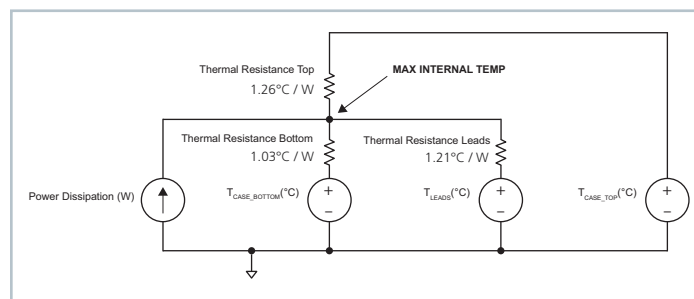 Thermal Resistance Top
1.26°C / W
MAX INTERNAL TEMP
Thermal Resistance Bottom
1.03°C / W
Thermal Resistance Leads
1.21°C / W
Power Dissipation (W)
T_CASE_BOTTOM(°C)
+
–
T_LEADS(°C)
+
–
T_CASE_TOP(°C)
+
–